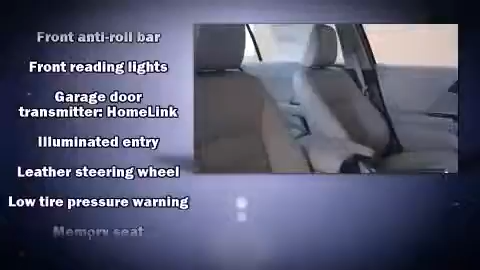 Front anti-roll bar
Front reading lights
Garage door
transmitter: HomeLink
Illuminated entry
Leather steering wheel
Low tire pressure warning
Memory seat